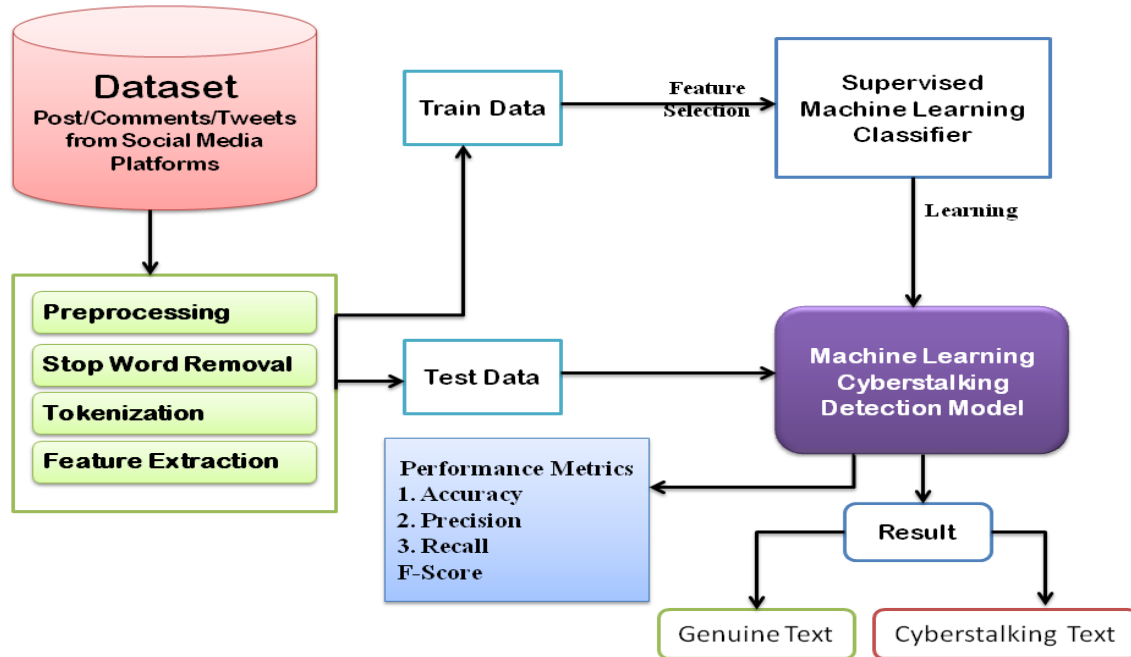 Dataset
Post/Comments/Tweets
from Social Media
Platforms
Preprocessing
Stop Word Removal
Tokenization
Feature Extraction
Train Data
Feature
Selection
Supervised
Machine Learning
Classifier
Learning
Test Data
Machine Learning
Cyberstalking
Detection Model
Performance Metrics
1. Accuracy
2. Precision
3. Recall
F-Score
Result
Genuine Text
Cyberstalking Text